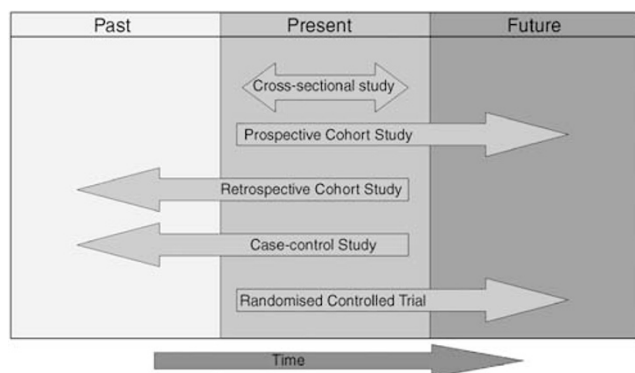 Past Present Future
Cross-sectional study
Prospective Cohort Study
Retrospective Cohort Study
Case-control Study
Randomised Controlled Trial
Time